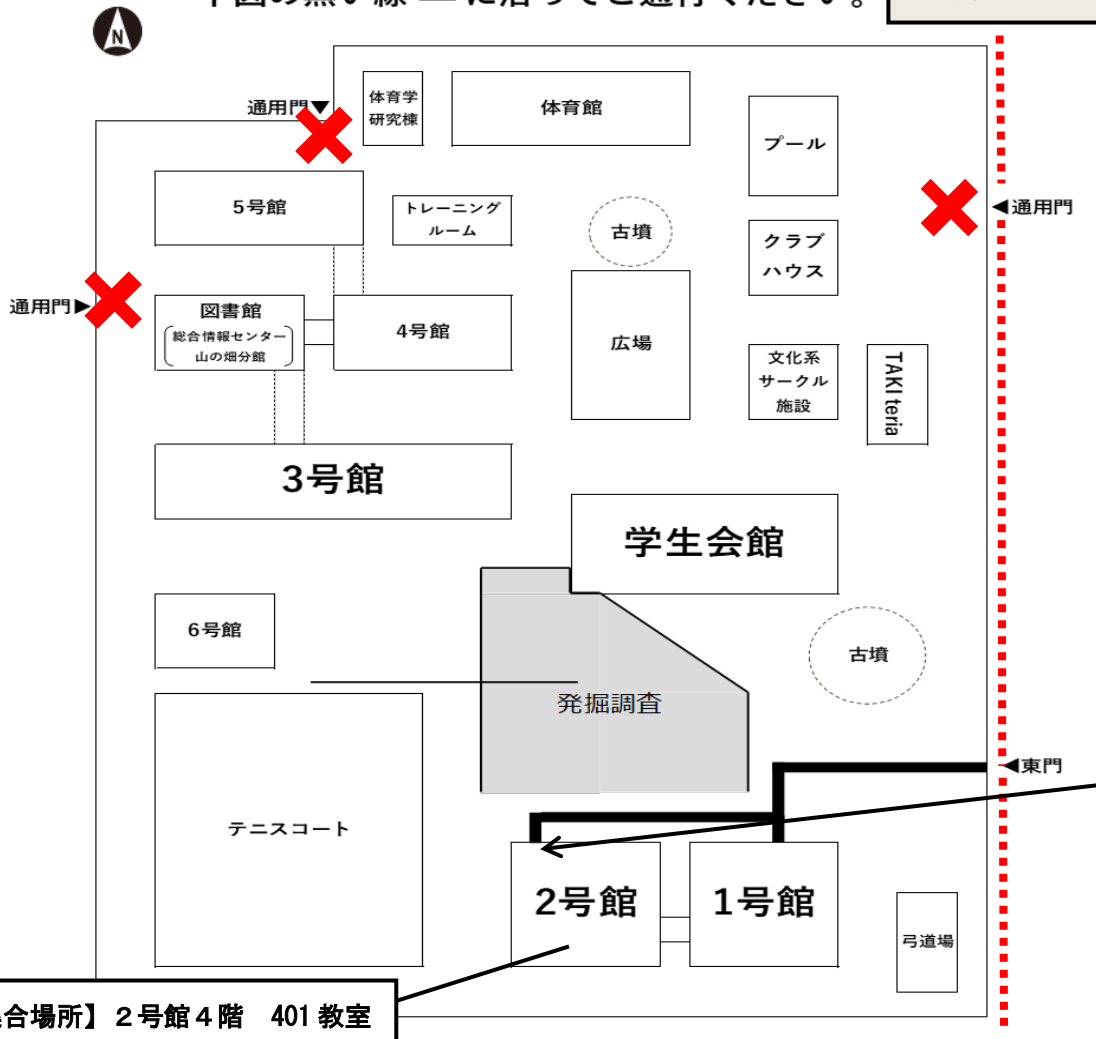 下図の黒い線 ━ に沿ってご通行ください。
N
通用門▼
体育学
研究棟
体育館
プール
5号館
トレーニング
ルーム
古墳
クラブ
ハウス
◀通用門
通用門▶
図書館
総合情報センター
山の畑分館
4号館
広場
文化系
サークル
施設
TAKI teria
3号館
学生会館
6号館
古墳
発掘調査
◀東門
テニスコート
2号館
1号館
弓道場
合場所】２号館４階 401 教室